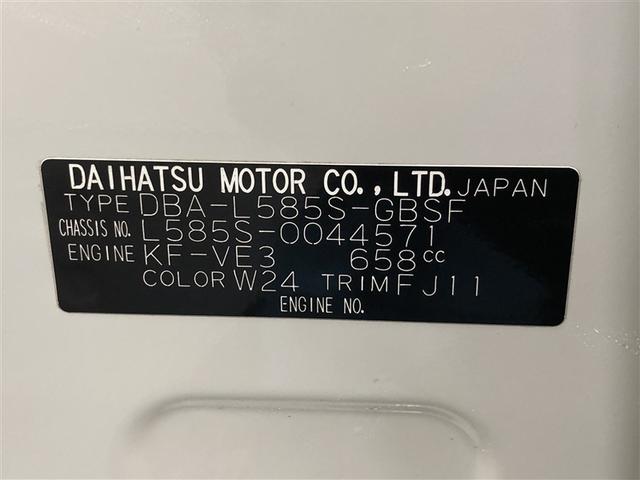 DAIHATSU MOTOR CO.,LTD. JAPAN
TYPE DBA-L585S-GBSF
CHASSIS NO. L585S-0044571
ENGINE KF-VE3 658cc
COLOR W24 TRIM FJ11
ENGINE NO.